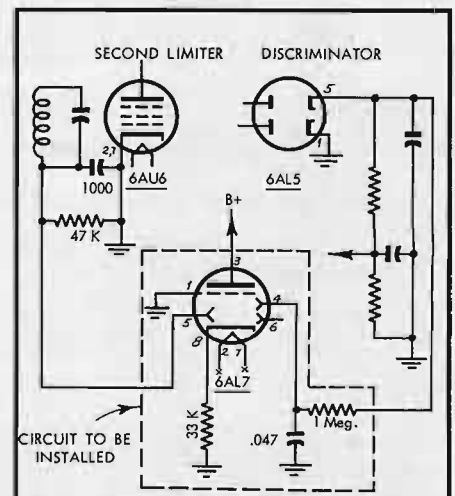 SECOND LIMITER
DISCRIMINATOR
5
2,7
1
1000
6AU6
6AL5
B+
47 K
3
1
4
5
6
8
2 7
6AL7
33 K
1 Meg.
.047
CIRCUIT TO BE
INSTALLED